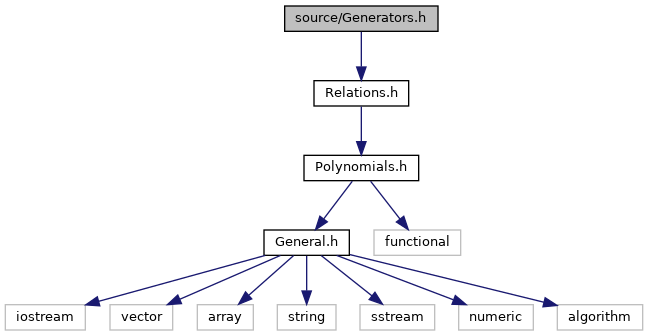 source/Generators.h
Relations.h
Polynomials.h
General.h
functional
iostream
vector
array
string
sstream
numeric
algorithm